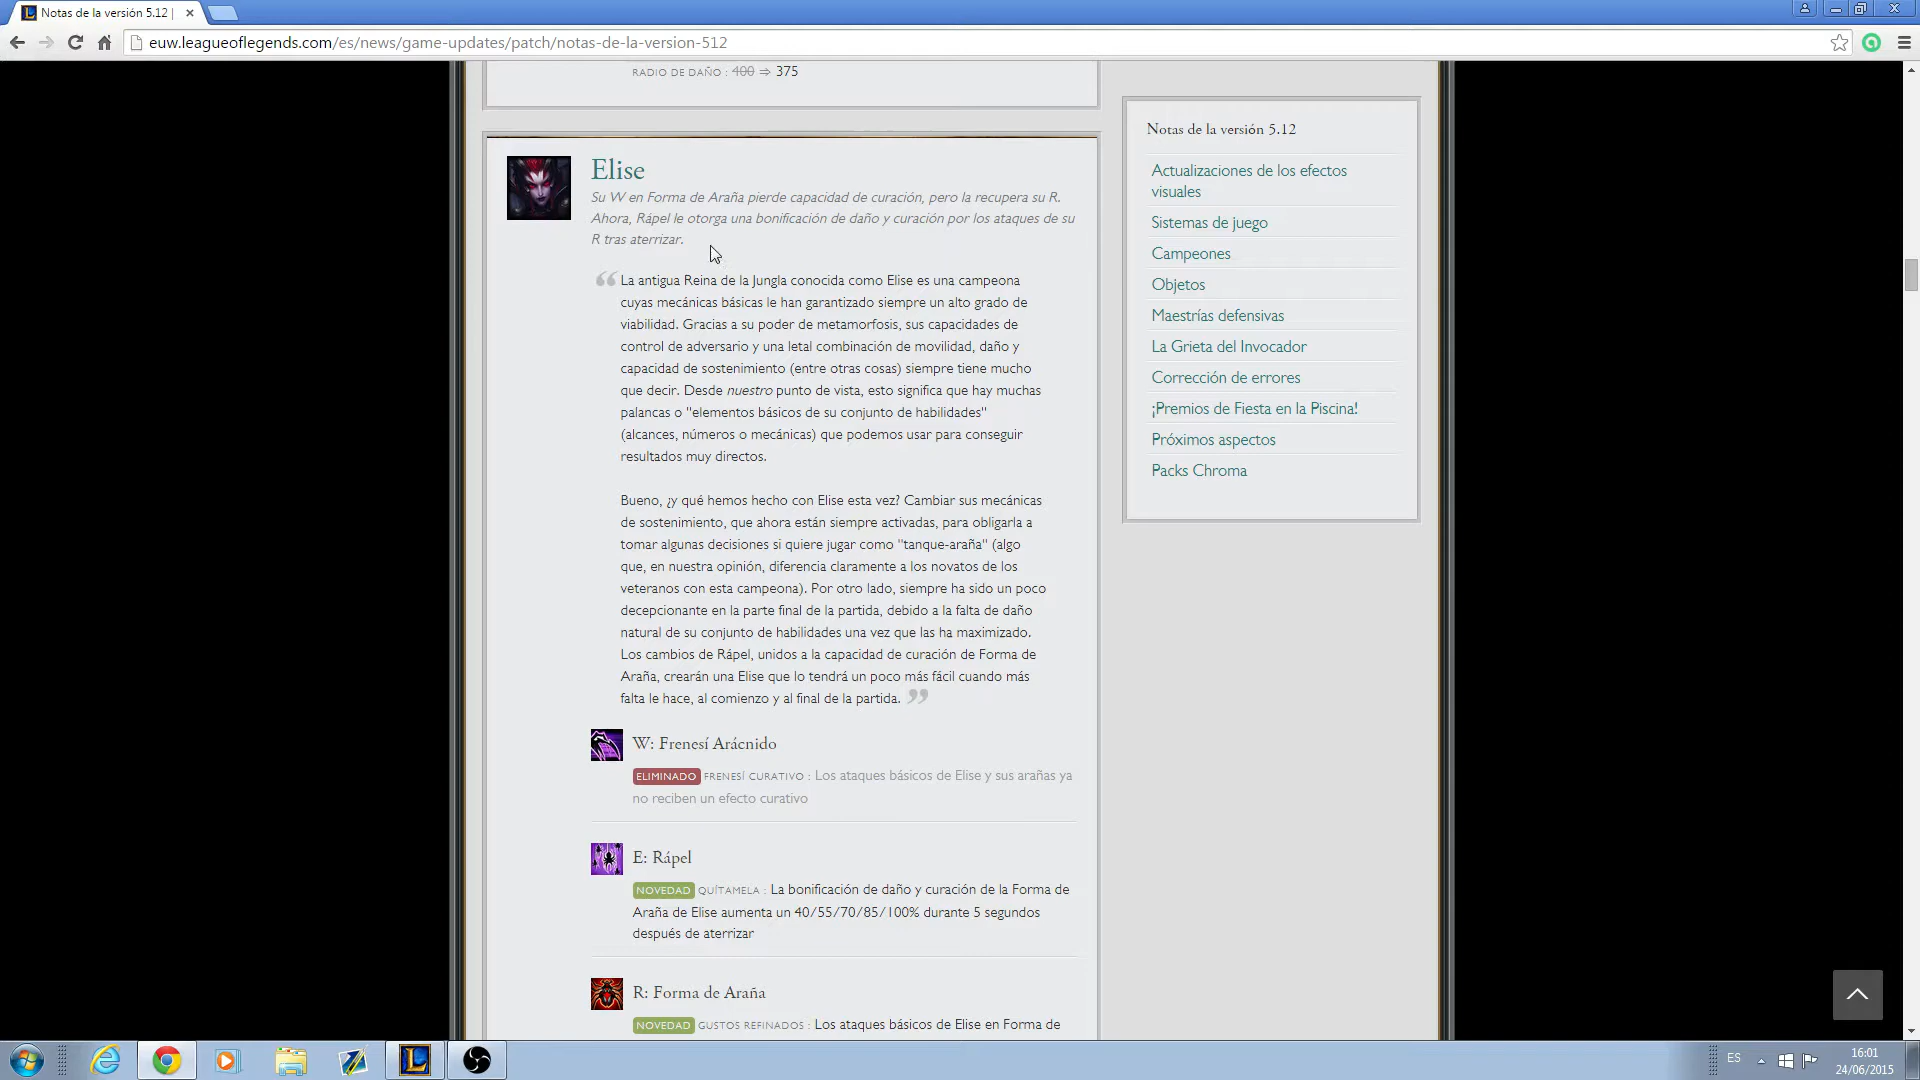 Notas de la versión 5.12 |
euw.leagueoflegends.com/es/news/game-updates/patch/notas-de-la-version-512
RADIO DE DAÑO : 400 ⇒ 375
Elise
Su W en Forma de Araña pierde capacidad de curación, pero la recupera su R.
Ahora, Rápel le otorga una bonificación de daño y curación por los ataques de su
R tras aterrizar.
“ La antigua Reina de la Jungla conocida como Elise es una campeona
cuyas mecánicas básicas le han garantizado siempre un alto grado de
viabilidad. Gracias a su poder de metamorfosis, sus capacidades de
control de adversario y una letal combinación de movilidad, daño y
capacidad de sostenimiento (entre otras cosas) siempre tiene mucho
que decir. Desde nuestro punto de vista, esto significa que hay muchas
palancas o "elementos básicos de su conjunto de habilidades"
(alcances, números o mecánicas) que podemos usar para conseguir
resultados muy directos.
Bueno, ¿y qué hemos hecho con Elise esta vez? Cambiar sus mecánicas
de sostenimiento, que ahora están siempre activadas, para obligarla a
tomar algunas decisiones si quiere jugar como "tanque-araña" (algo
que, en nuestra opinión, diferencia claramente a los novatos de los
veteranos con esta campeona). Por otro lado, siempre ha sido un poco
decepcionante en la parte final de la partida, debido a la falta de daño
natural de su conjunto de habilidades una vez que las ha maximizado.
Los cambios de Rápel, unidos a la capacidad de curación de Forma de
Araña, crearán una Elise que lo tendrá un poco más fácil cuando más
falta le hace, al comienzo y al final de la partida. ”
W: Frenesí Arácnido
ELIMINADO FRENESÍ CURATIVO : Los ataques básicos de Elise y sus arañas ya
no reciben un efecto curativo
E: Rápel
NOVEDAD QUÍTAMELA : La bonificación de daño y curación de la Forma de
Araña de Elise aumenta un 40/55/70/85/100% durante 5 segundos
después de aterrizar
R: Forma de Araña
NOVEDAD GUSTOS REFINADOS : Los ataques básicos de Elise en Forma de
Notas de la versión 5.12
Actualizaciones de los efectos
visuales
Sistemas de juego
Campeones
Objetos
Maestrías defensivas
La Grieta del Invocador
Corrección de errores
¡Premios de Fiesta en la Piscina!
Próximos aspectos
Packs Chroma
ES
16:01
24/06/2015